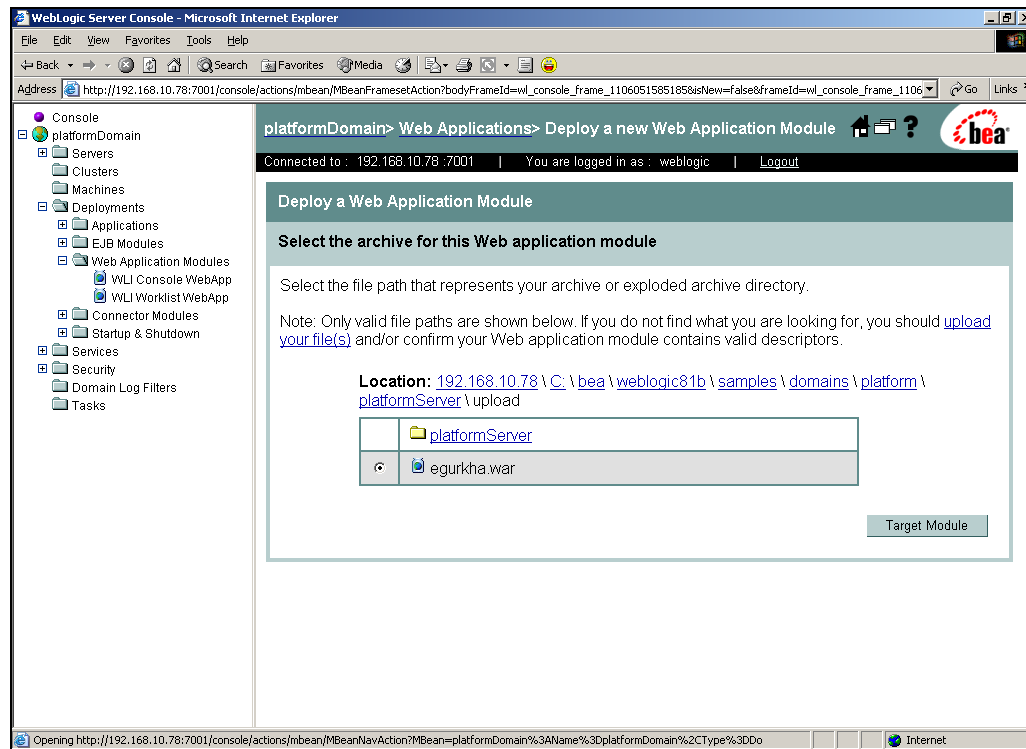 WebLogic Server Console - Microsoft Internet Explorer
File Edit View Favorites Tools Help
Back Search Favorites Media
Address http://192.168.10.78:7001/console/actions/mbean/MBeanFramesetAction?bodyFrameId=wl_console_frame_1106051585185&isNew=false&frameId=wl_console_frame_1106 Go Links
Console
platformDomain
Servers
Clusters
Machines
Deployments
Applications
EJB Modules
Web Application Modules
WLI Console WebApp
WLI Worklist WebApp
Connector Modules
Startup & Shutdown
Services
Security
Domain Log Filters
Tasks
platformDomain> Web Applications> Deploy a new Web Application Module ?
bea
Connected to : 192.168.10.78 :7001 | You are logged in as : weblogic | Logout
Deploy a Web Application Module
Select the archive for this Web application module
Select the file path that represents your archive or exploded archive directory.
Note: Only valid file paths are shown below. If you do not find what you are looking for, you should upload
your file(s) and/or confirm your Web application module contains valid descriptors.
Location: 192.168.10.78 \ C: \ bea \ weblogic81b \ samples \ domains \ platform \
platformServer \ upload
platformServer
egurkha.war
Target Module
Opening http://192.168.10.78:7001/console/actions/mbean/MBeanNavAction?MBean=platformDomain%3AName%3DplatformDomain%2CType%3DDo Internet